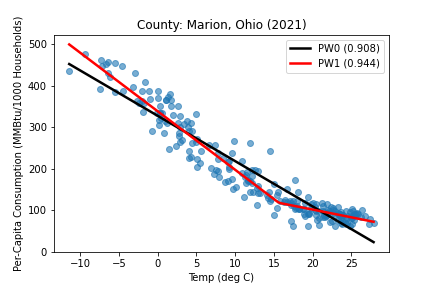 County: Marion, Ohio (2021)
PW0 (0.908)
PW1 (0.944)
Per-Capita Consumption (MMBtu/1000 Households)
500
400
300
200
100
0
−10 −5 0 5 10 15 20 25
Temp (deg C)